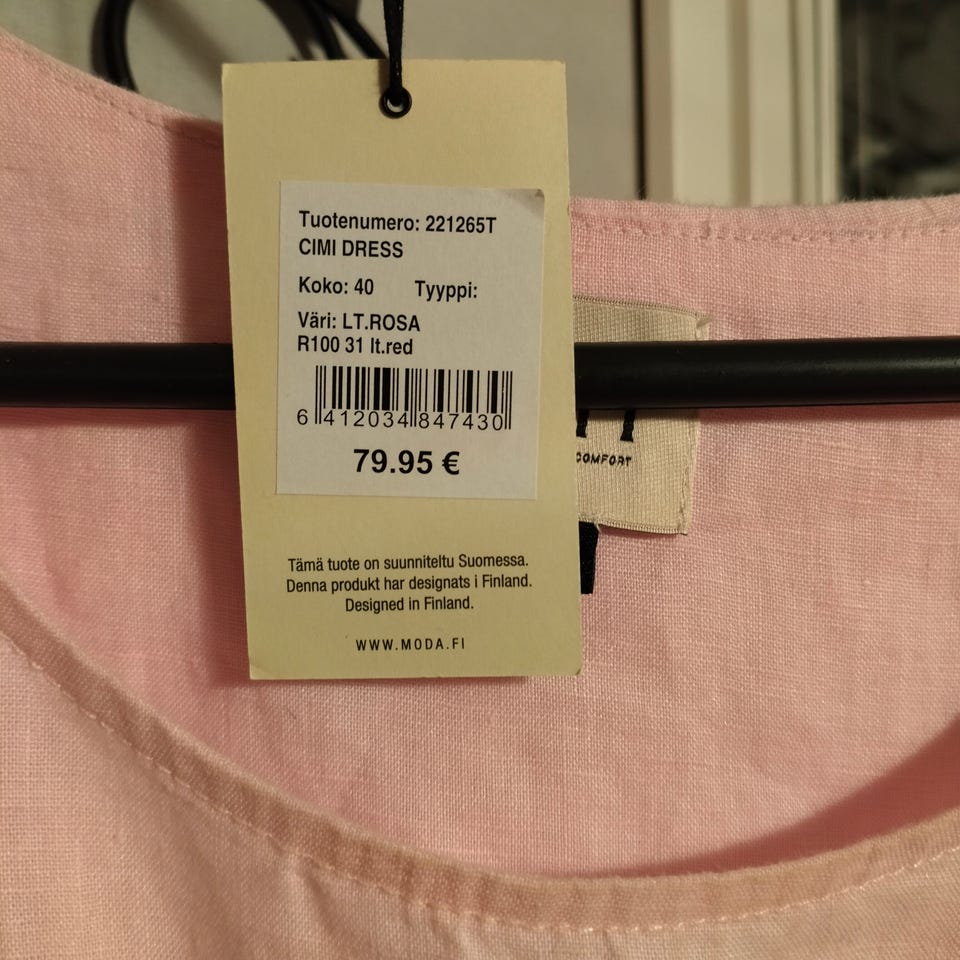 Tuotenumero: 221265T
CIMI DRESS
Koko: 40 Tyyppi:
Väri: LT.ROSA
R100 31 lt.red
6 412034 847430
79.95 €
COMFORT
Tämä tuote on suunniteltu Suomessa.
Denna produkt har designats i Finland.
Designed in Finland.
WWW.MODA.FI